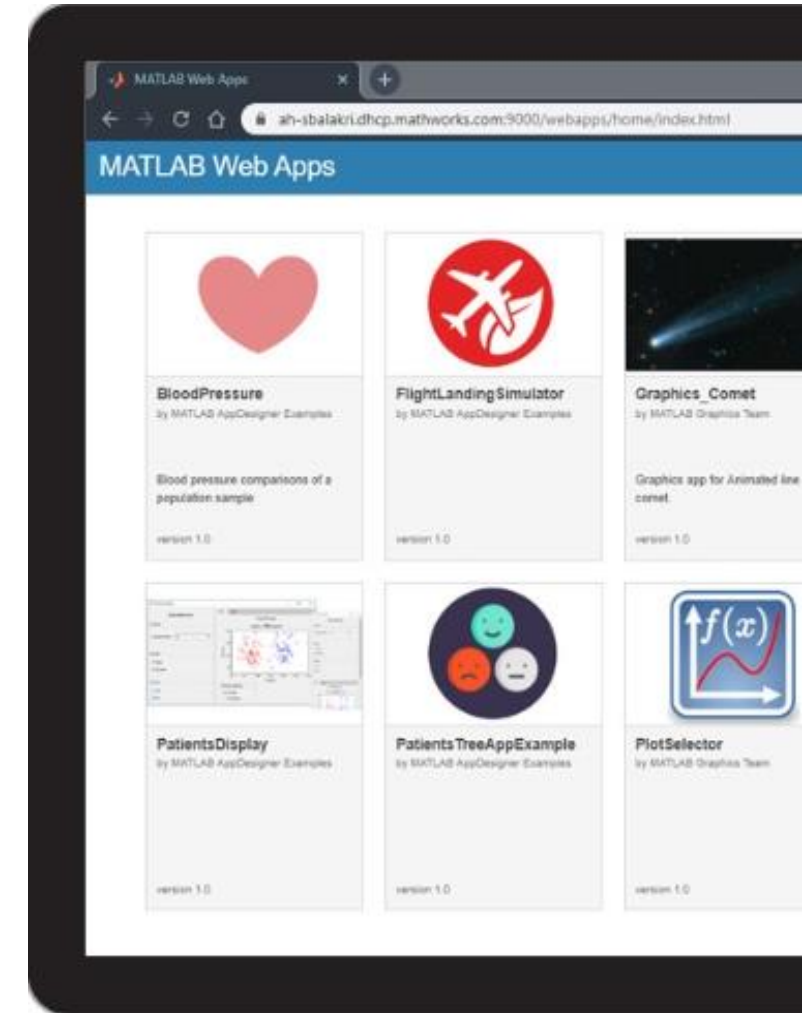 MATLAB Web Apps
ah-sbalakri.dhcp.mathworks.com:9000/webapps/home/index.html
MATLAB Web Apps
BloodPressure
by MATLAB AppDesigner Examples
Blood pressure comparisons of a
population sample
version 1.0
FlightLandingSimulator
by MATLAB AppDesigner Examples
version 1.0
Graphics_Comet
by MATLAB Graphics Team
Graphics app for Animated line
comet
version 1.0
PatientsDisplay
by MATLAB AppDesigner Examples
version 1.0
PatientsTreeAppExample
by MATLAB AppDesigner Examples
version 1.0
f(x)
PlotSelector
by MATLAB Graphics Team
version 1.0